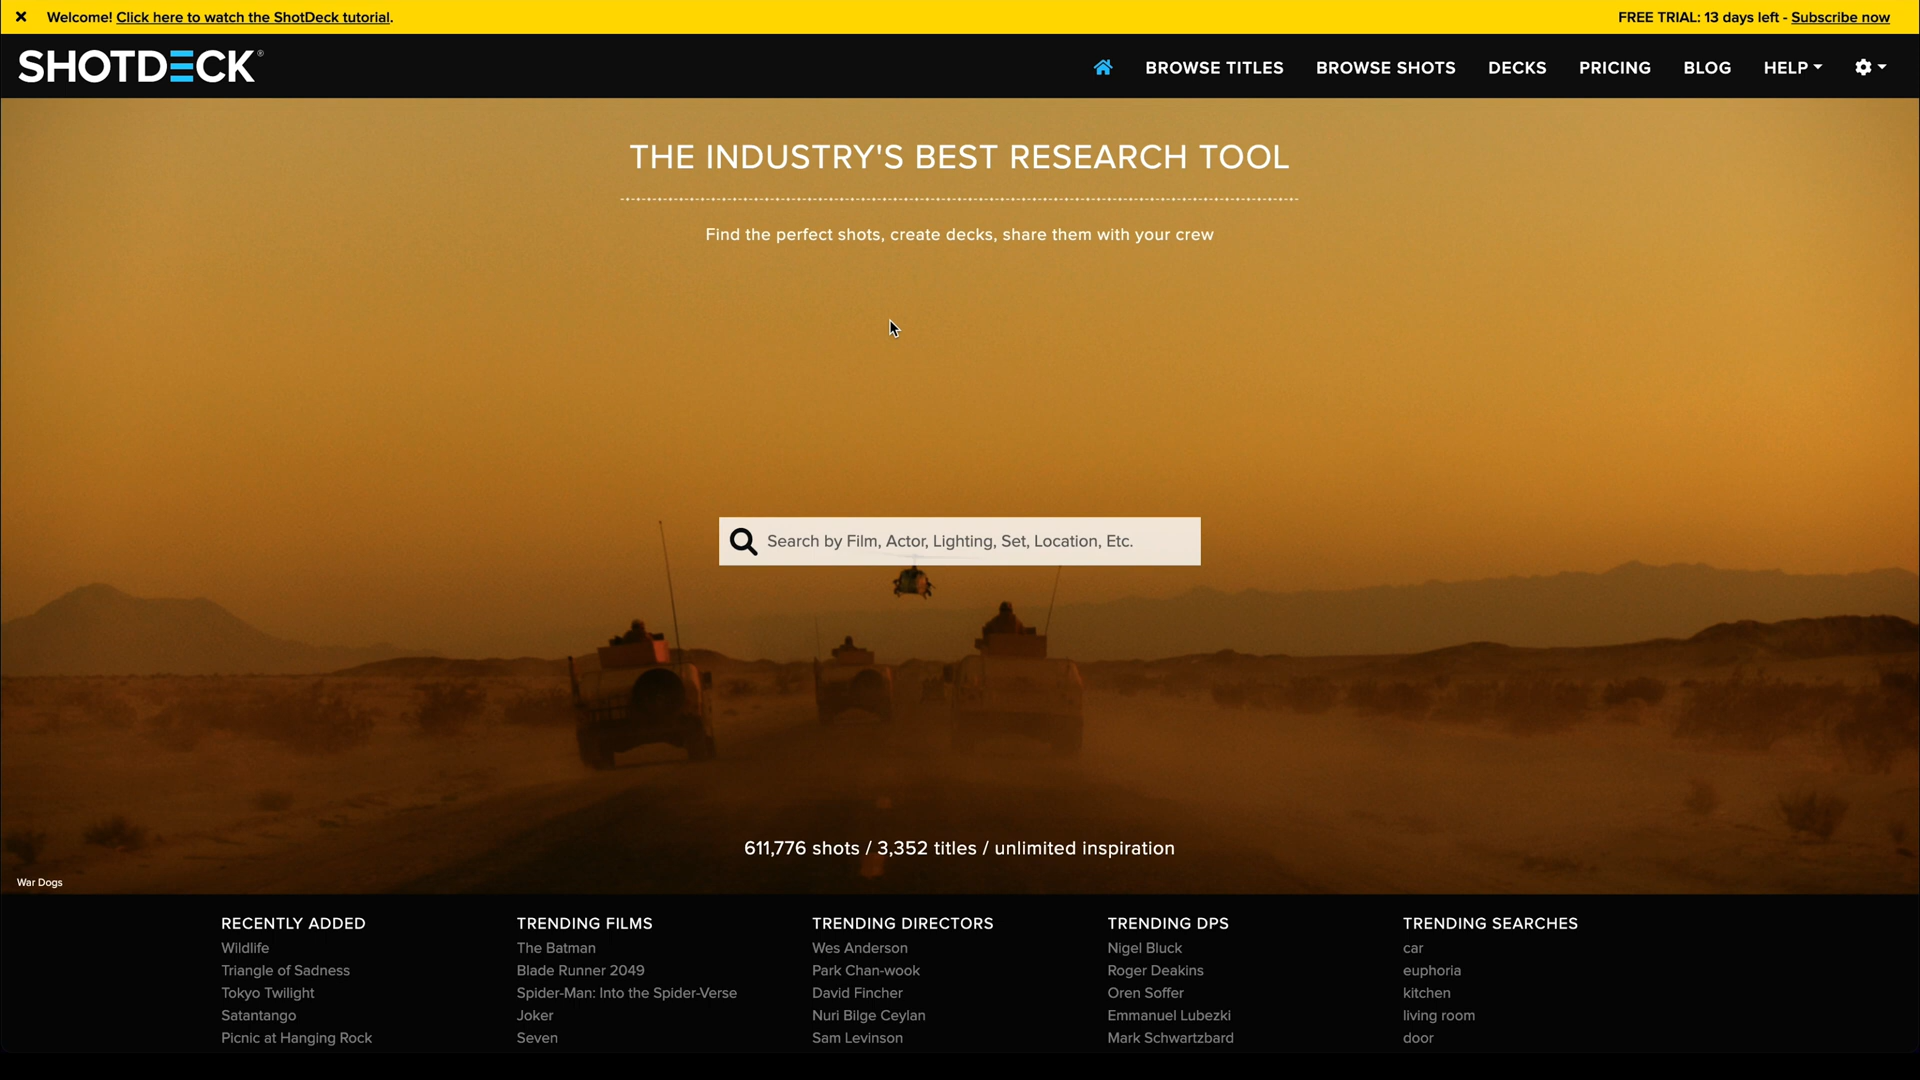 Welcome! Click here to watch the ShotDeck tutorial.
FREE TRIAL: 13 days left - Subscribe now
SHOTDECK®
BROWSE TITLES
BROWSE SHOTS
DECKS
PRICING
BLOG
HELP
THE INDUSTRY'S BEST RESEARCH TOOL
Find the perfect shots, create decks, share them with your crew
Search by Film, Actor, Lighting, Set, Location, Etc.
611,776 shots / 3,352 titles / unlimited inspiration
War Dogs
RECENTLY ADDED
Wildlife
Triangle of Sadness
Tokyo Twilight
Satantango
Picnic at Hanging Rock
TRENDING FILMS
The Batman
Blade Runner 2049
Spider-Man: Into the Spider-Verse
Joker
Seven
TRENDING DIRECTORS
Wes Anderson
Park Chan-wook
David Fincher
Nuri Bilge Ceylan
Sam Levinson
TRENDING DPS
Nigel Bluck
Roger Deakins
Oren Soffer
Emmanuel Lubezki
Mark Schwartzbard
TRENDING SEARCHES
car
euphoria
kitchen
living room
door